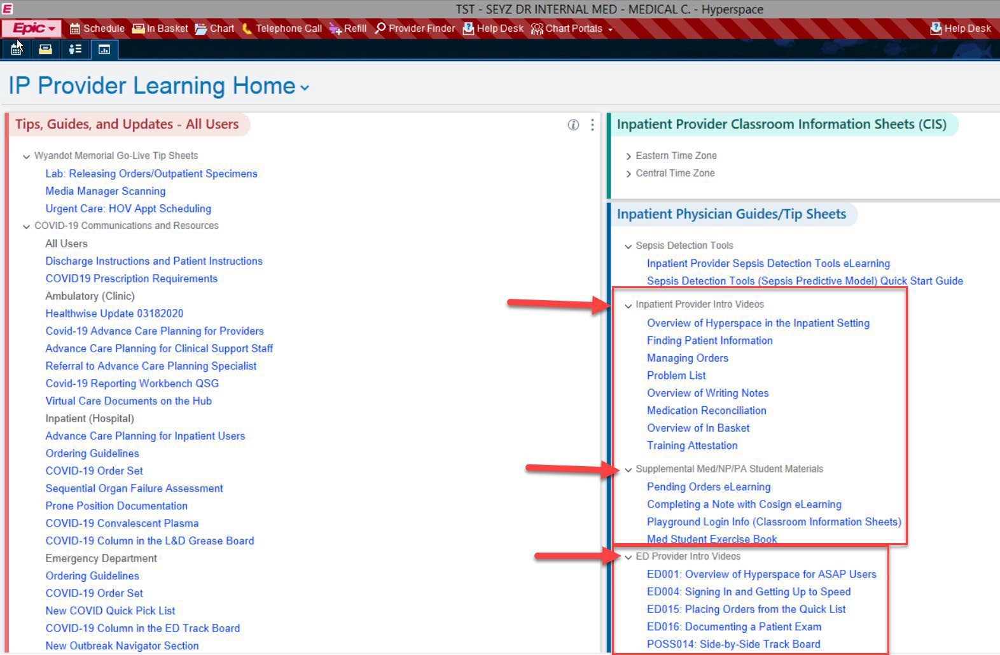 E
TST - SEYZ DR INTERNAL MED - MEDICAL C. - Hyperspace
Epic Schedule In Basket Chart Telephone Call Refill Provider Finder Help Desk Chart Portals Help Desk
IP Provider Learning Home
Tips, Guides, and Updates - All Users
Wyandot Memorial Go-Live Tip Sheets
Lab: Releasing Orders/Outpatient Specimens
Media Manager Scanning
Urgent Care: HOV Appt Scheduling
COVID-19 Communications and Resources
All Users
Discharge Instructions and Patient Instructions
COVID19 Prescription Requirements
Ambulatory (Clinic)
Healthwise Update 03182020
Covid-19 Advance Care Planning for Providers
Advance Care Planning for Clinical Support Staff
Referral to Advance Care Planning Specialist
Covid-19 Reporting Workbench QSG
Virtual Care Documents on the Hub
Inpatient (Hospital)
Advance Care Planning for Inpatient Users
Ordering Guidelines
COVID-19 Order Set
Sequential Organ Failure Assessment
Prone Position Documentation
COVID-19 Convalescent Plasma
COVID-19 Column in the L&D Grease Board
Emergency Department
Ordering Guidelines
COVID-19 Order Set
New COVID Quick Pick List
COVID-19 Column in the ED Track Board
New Outbreak Navigator Section
Inpatient Provider Classroom Information Sheets (CIS)
Eastern Time Zone
Central Time Zone
Inpatient Physician Guides/Tip Sheets
Sepsis Detection Tools
Inpatient Provider Sepsis Detection Tools eLearning
Sepsis Detection Tools (Sepsis Predictive Model) Quick Start Guide
Inpatient Provider Intro Videos
Overview of Hyperspace in the Inpatient Setting
Finding Patient Information
Managing Orders
Problem List
Overview of Writing Notes
Medication Reconciliation
Overview of In Basket
Training Attestation
Supplemental Med/NP/PA Student Materials
Pending Orders eLearning
Completing a Note with Cosign eLearning
Playground Login Info (Classroom Information Sheets)
Med Student Exercise Book
ED Provider Intro Videos
ED001: Overview of Hyperspace for ASAP Users
ED004: Signing In and Getting Up to Speed
ED015: Placing Orders from the Quick List
ED016: Documenting a Patient Exam
POSS014: Side-by-Side Track Board